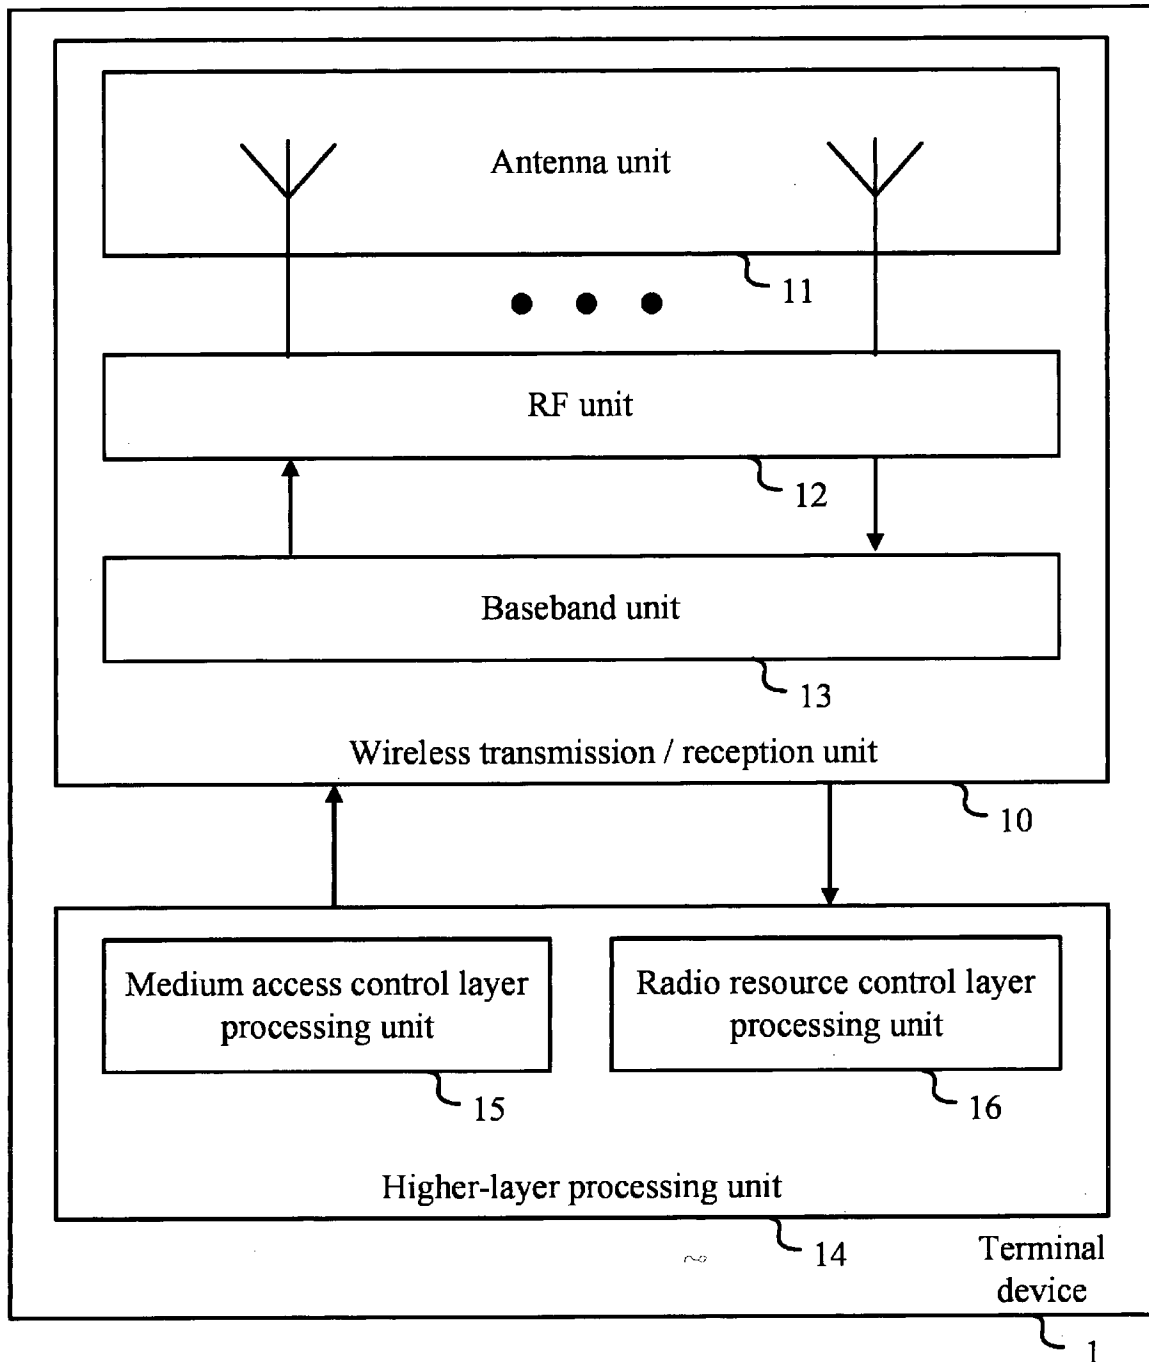 Antenna unit
11
RF unit
12
Baseband unit
13
Wireless transmission / reception unit
10
Medium access control layer
processing unit
15
Radio resource control layer
processing unit
16
Higher-layer processing unit
14
Terminal
device
1